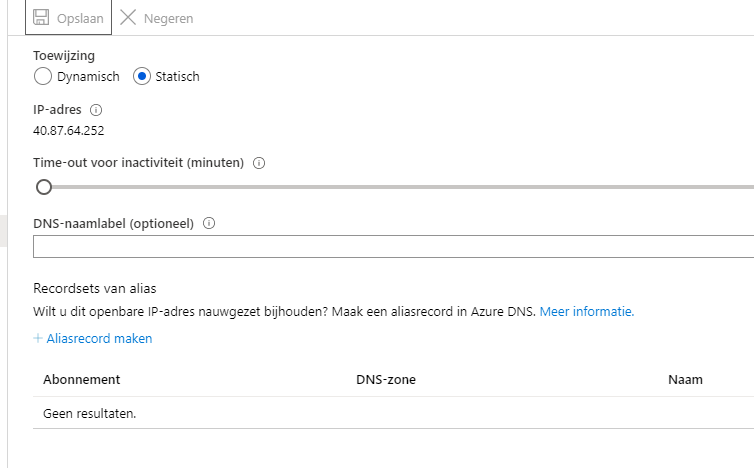 Opslaan Negeren
Toewijzing
Dynamisch Statisch
IP-adres
40.87.64.252
Time-out voor inactiviteit (minuten)
DNS-naamlabel (optioneel)
Recordsets van alias
Wilt u dit openbare IP-adres nauwgezet bijhouden? Maak een aliasrecord in Azure DNS. Meer informatie.
+ Aliasrecord maken
Abonnement DNS-zone Naam
Geen resultaten.